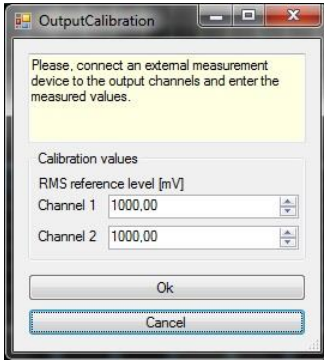 OutputCalibration
Please, connect an external measurement
device to the output channels and enter the
measured values.
Calibration values
RMS reference level [mV]
Channel 1 1000,00
Channel 2 1000,00
Ok
Cancel